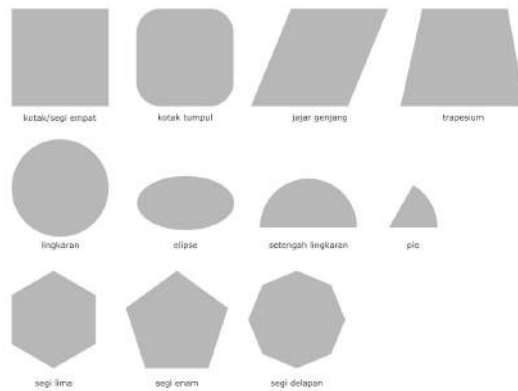 kotak/segi empat
kotak tumpul
jajar genjang
trapesium
lingkaran
elipse
setengah lingkaran
pie
segi lima
segi enam
segi delapan